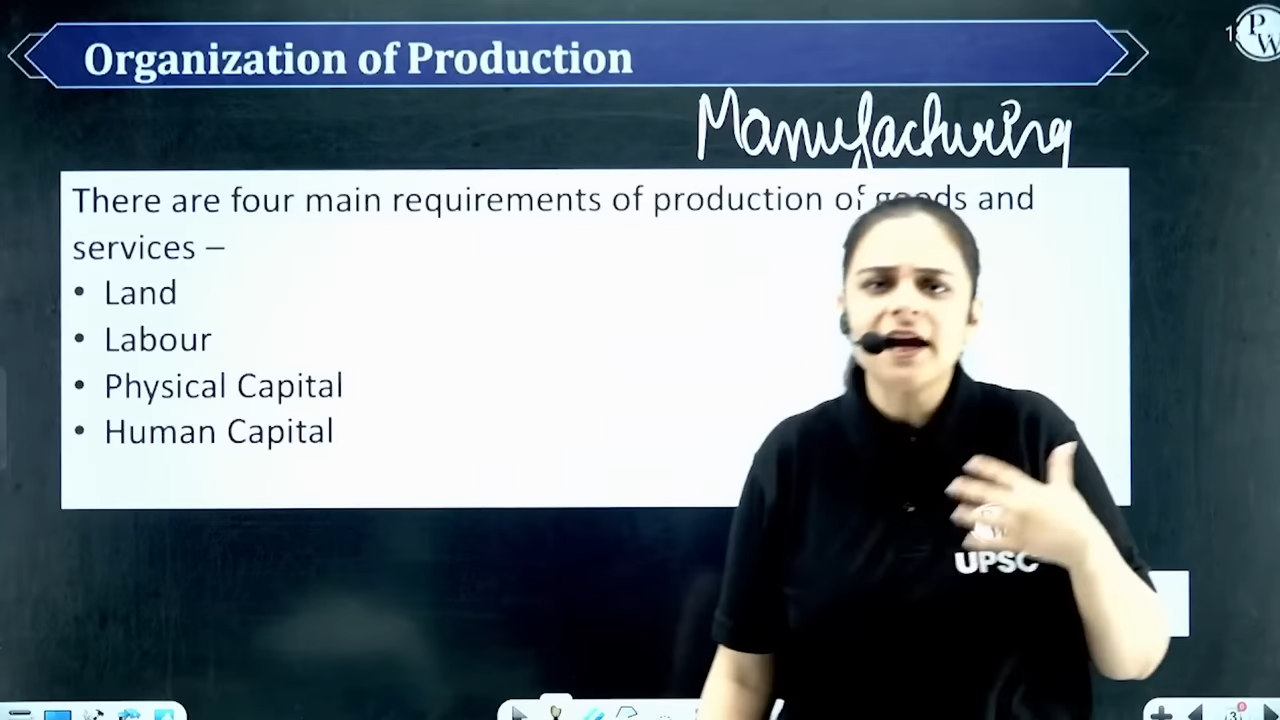 Organization of Production
PW
Manufacturing
There are four main requirements of production of goods and
services –
• Land
• Labour
• Physical Capital
• Human Capital
UPSC